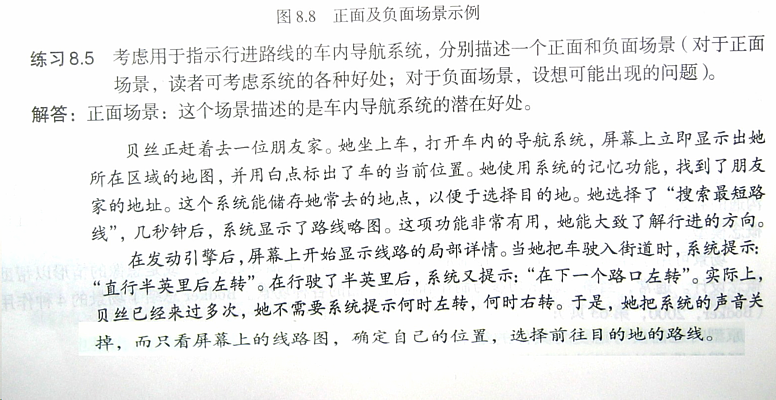 图 8.8 正面及负面场景示例
练习 8.5 考虑用于指示行进路线的车内导航系统，分别描述一个正面和负面场景（对于正面
场景，读者可考虑系统的各种好处；对于负面场景，设想可能出现的问题）。
解答：正面场景：这个场景描述的是车内导航系统的潜在好处。
贝丝正赶着去一位朋友家。她坐上车，打开车内的导航系统，屏幕上立即显示出她
所在区域的地图，并用白点标出了车的当前位置。她使用系统的记忆功能，找到了朋友
家的地址。这个系统能储存她常去的地点，以便于选择目的地。她选择了“搜索最短路
线”，几秒钟后，系统显示了路线略图。这项功能非常有用，她能大致了解行进的方向。
在发动引擎后，屏幕上开始显示线路的局部详情。当她把车驶入街道时，系统提示：
“直行半英里后左转”。在行驶了半英里后，系统又提示：“在下一个路口左转”。实际上，
贝丝已经来过多次，她不需要系统提示何时左转，何时右转。于是，她把系统的声音关
掉，而只看屏幕上的线路图，确定自己的位置，选择前往目的地的路线。